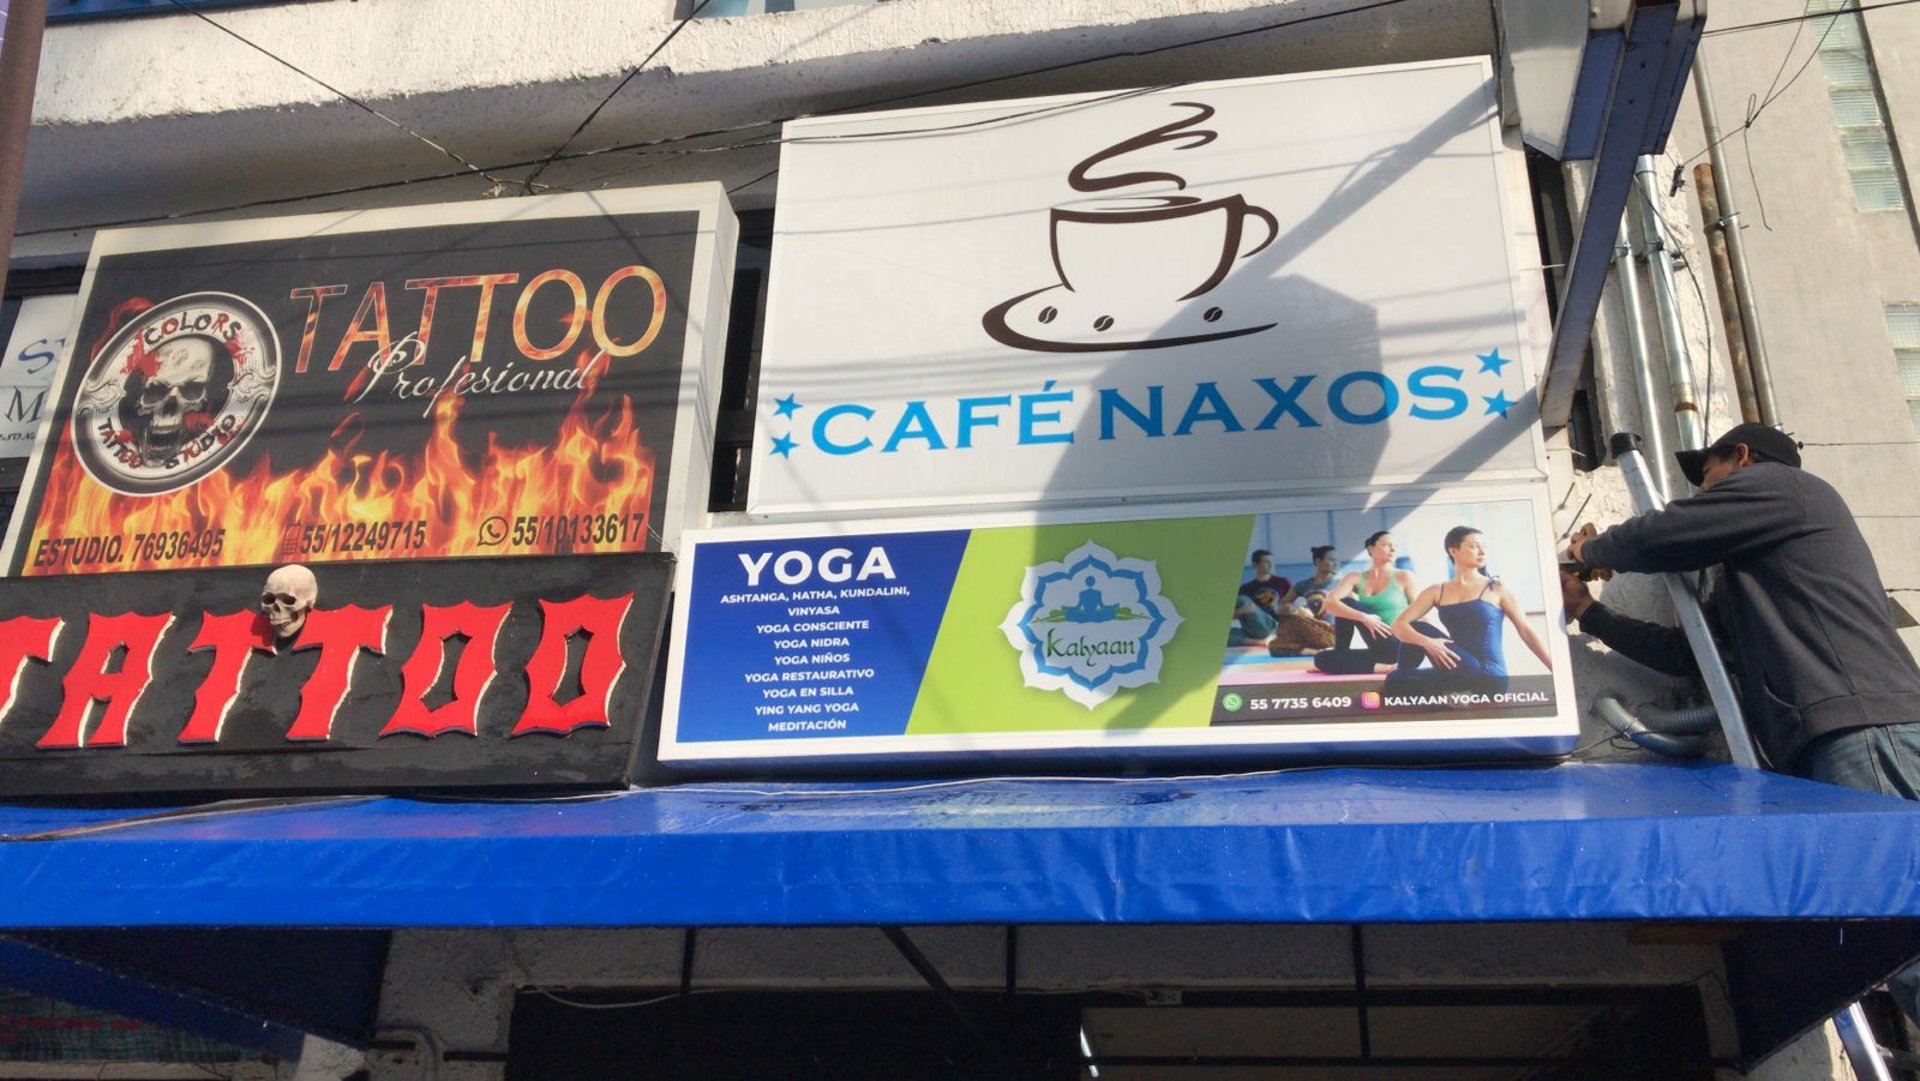 COLORS
TATTOO STUDIO
TATTOO
Profesional
ESTUDIO. 76936495
55/12249715
55/10133617
TATTOO
CAFÉ NAXOS
YOGA
ASHTANGA, HATHA, KUNDALINI,
VINYASA
YOGA CONSCIENTE
YOGA NIDRA
YOGA NIÑOS
YOGA RESTAURATIVO
YOGA EN SILLA
YING YANG YOGA
MEDITACIÓN
Kalyaan
55 7735 6409
KALYAAN YOGA OFICIAL